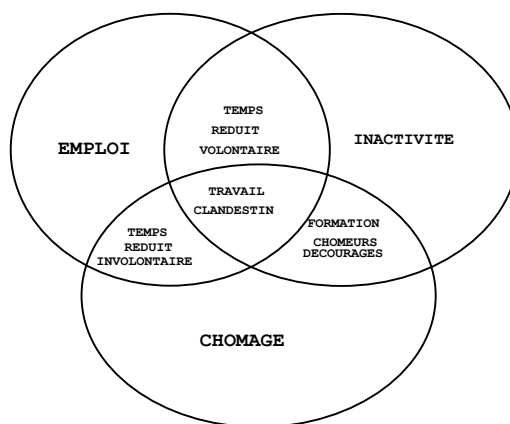 TEMPS
REDUIT
VOLONTAIRE
EMPLOI
INACTIVITE
TRAVAIL
CLANDESTIN
TEMPS
REDUIT
INVOLONTAIRE
FORMATION
CHOMEURS
DECOURAGES
CHOMAGE